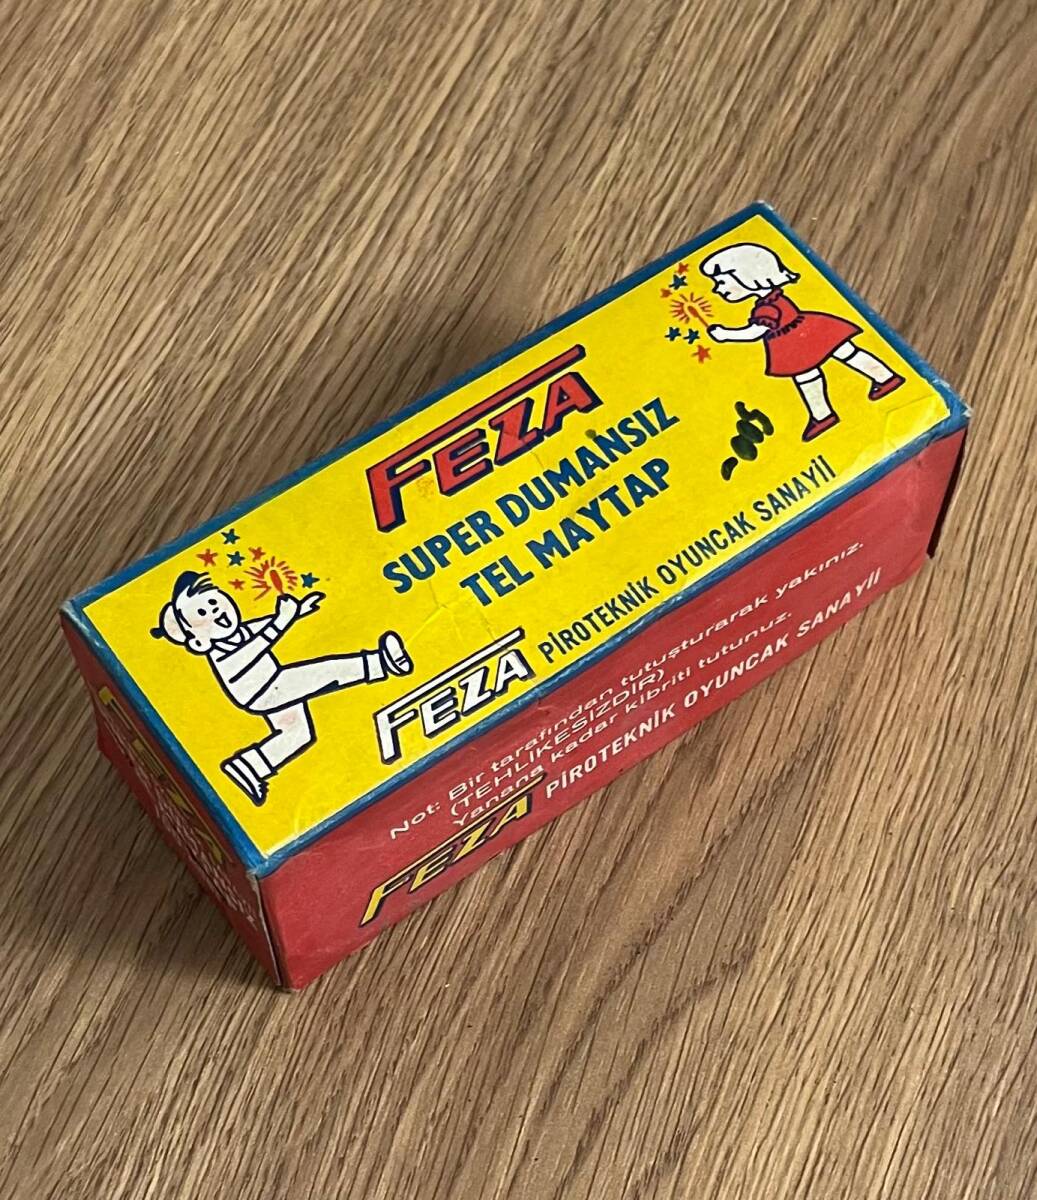 FEZA
SUPER DUMANSIZ
TEL MAYTAP
FEZA PİROTEKNİK OYUNCAK SANAYİİ
Not: Bir tarafından tutuşturarak yakınız.
(TEHLİKESİZDİR)
Yanana kadar kibriti tutunuz.
FEZA PİROTEKNİK OYUNCAK SANAYİİ